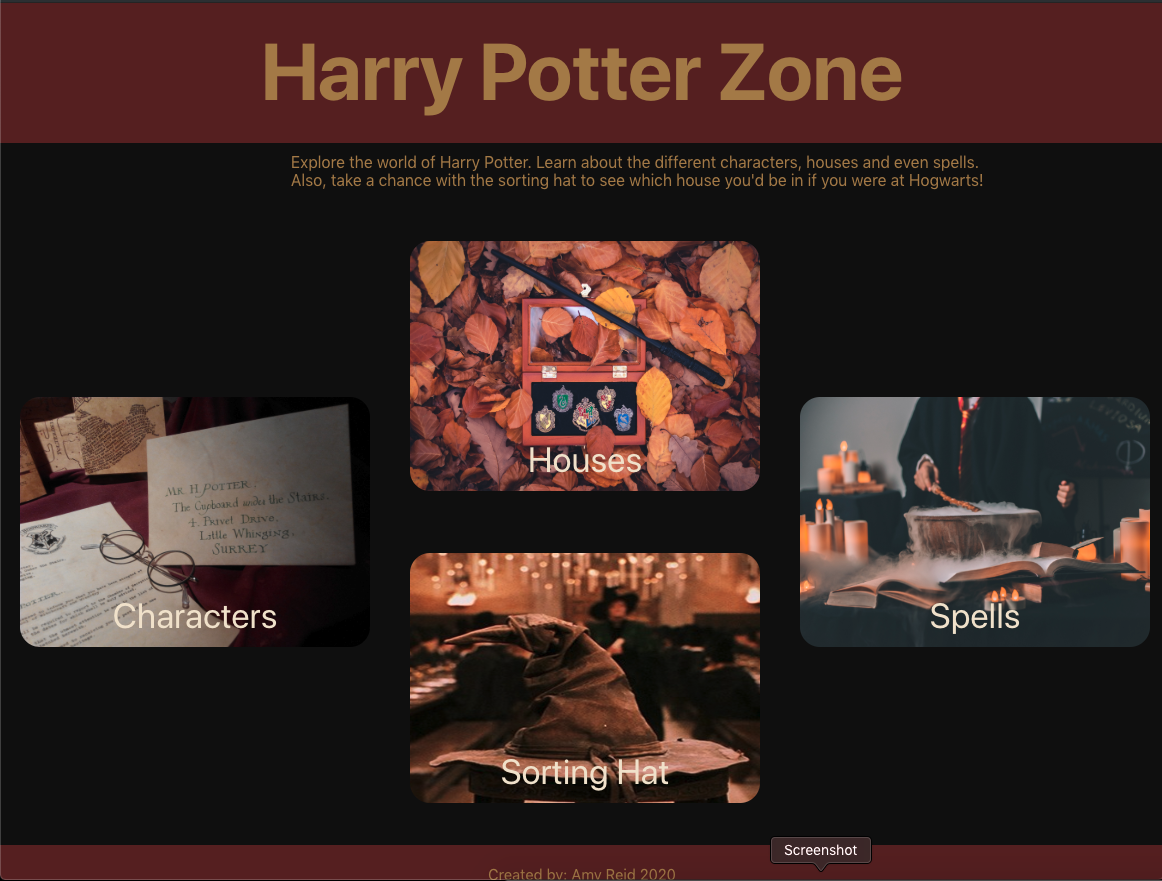 Harry Potter Zone
Explore the world of Harry Potter. Learn about the different characters, houses and even spells.
Also, take a chance with the sorting hat to see which house you'd be in if you were at Hogwarts!
Houses
MR. H. POTTER.
The Cupboard under the Stairs.
4. Privet Drive.
Little Whinging.
SURREY
Characters
Spells
Sorting Hat
Screenshot
Created by: Amy Reid 2020